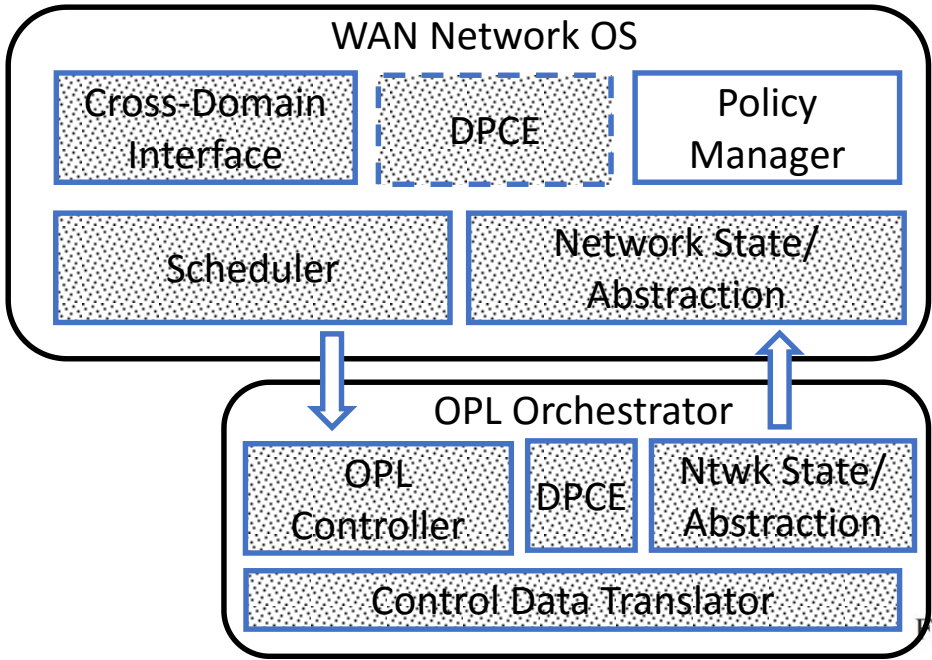 WAN Network OS
Cross-Domain
Interface
DPCE
Policy
Manager
Scheduler
Network State/
Abstraction
OPL Orchestrator
OPL
Controller
DPCE
Ntwk State/
Abstraction
Control Data Translator